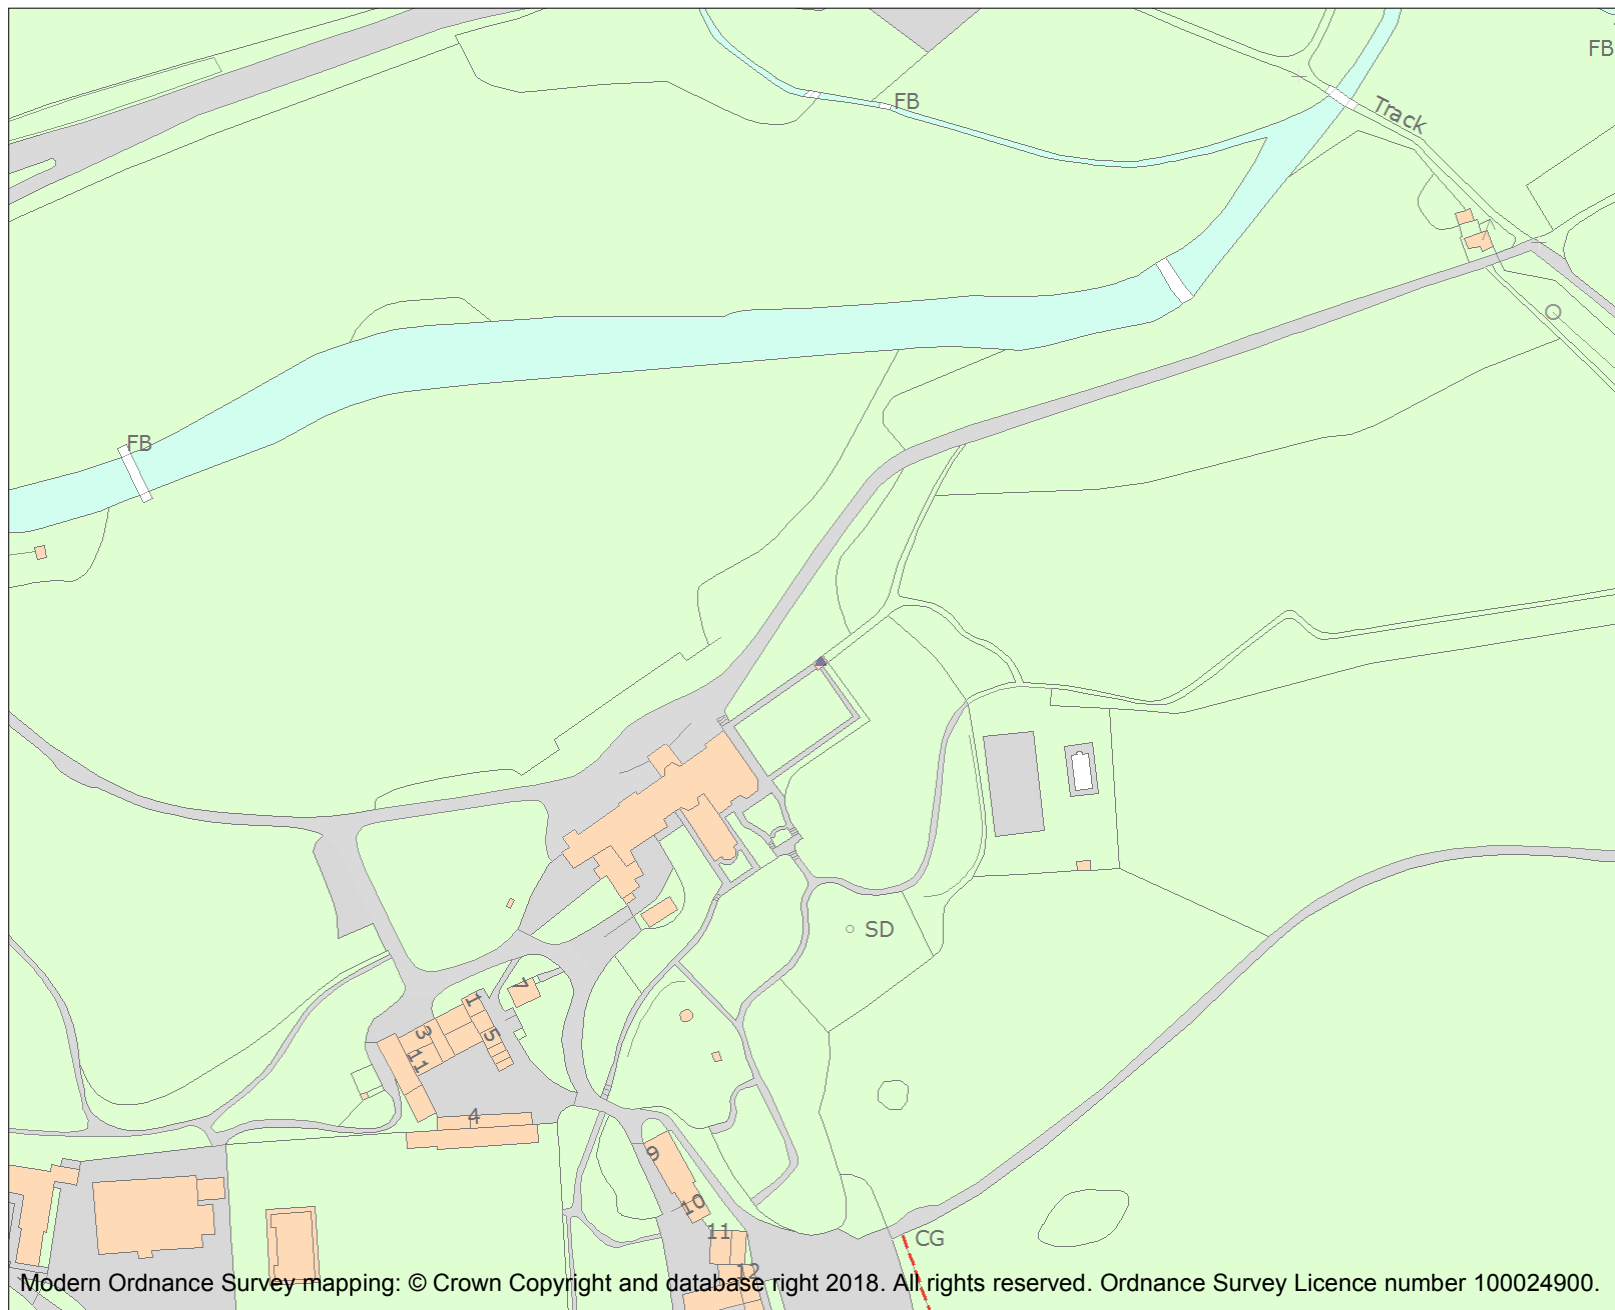 FB
FB
Track
FB
SD
7
1
3
5
11
4
9
10
11
CG
12
Modern Ordnance Survey mapping: © Crown Copyright and database right 2018. All rights reserved. Ordnance Survey Licence number 100024900.